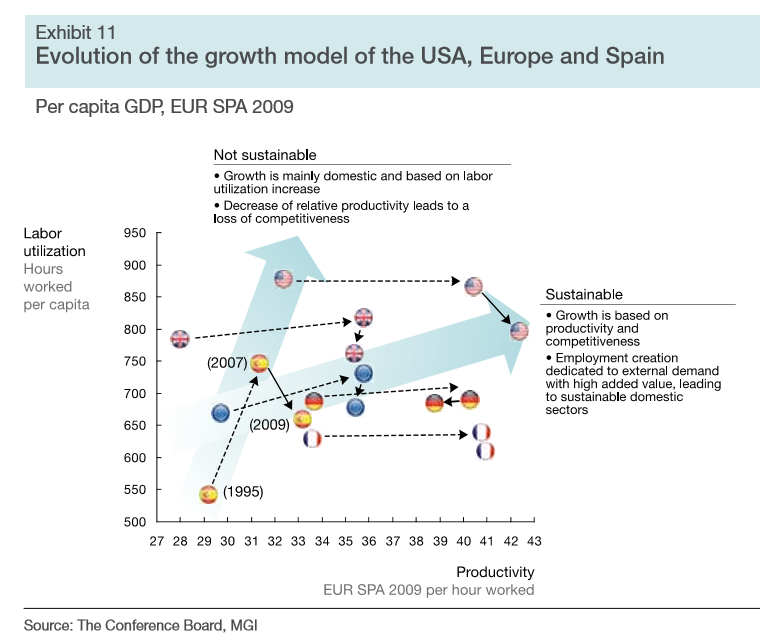 Exhibit 11
Evolution of the growth model of the USA, Europe and Spain
Per capita GDP, EUR SPA 2009
Not sustainable
• Growth is mainly domestic and based on labor
utilization increase
• Decrease of relative productivity leads to a
loss of competitiveness
Labor
utilization
Hours
worked
per capita
950
900
850
800
750
700
650
600
550
500
(2007)
(2009)
(1995)
Sustainable
• Growth is based on
productivity and
competitiveness
• Employment creation
dedicated to external demand
with high added value, leading
to sustainable domestic
sectors
27 28 29 30 31 32 33 34 35 36 37 38 39 40 41 42 43
Productivity
EUR SPA 2009 per hour worked
Source: The Conference Board, MGI